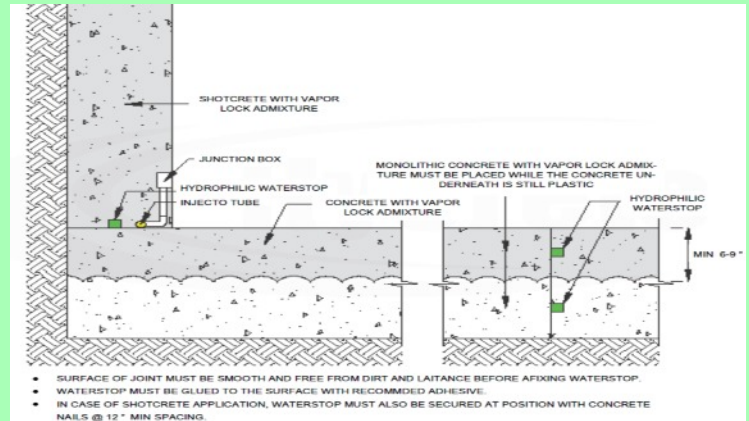 SHOTCRETE WITH VAPOR
LOCK ADMIXTURE
JUNCTION BOX
HYDROPHILIC WATERSTOP
INJECTO TUBE
CONCRETE WITH VAPOR
LOCK ADMIXTURE
MONOLITHIC CONCRETE WITH VAPOR LOCK ADMIX-
TURE MUST BE PLACED WHILE THE CONCRETE UN-
DERNEATH IS STILL PLASTIC
HYDROPHILIC
WATERSTOP
MIN 6-9 "
• SURFACE OF JOINT MUST BE SMOOTH AND FREE FROM DIRT AND LAITANCE BEFORE AFIXING WATERSTOP.
• WATERSTOP MUST BE GLUED TO THE SURFACE WITH RECOMMDED ADHESIVE.
• IN CASE OF SHOTCRETE APPLICATION, WATERSTOP MUST ALSO BE SECURED AT POSITION WITH CONCRETE
NAILS @ 12 " MIN SPACING.